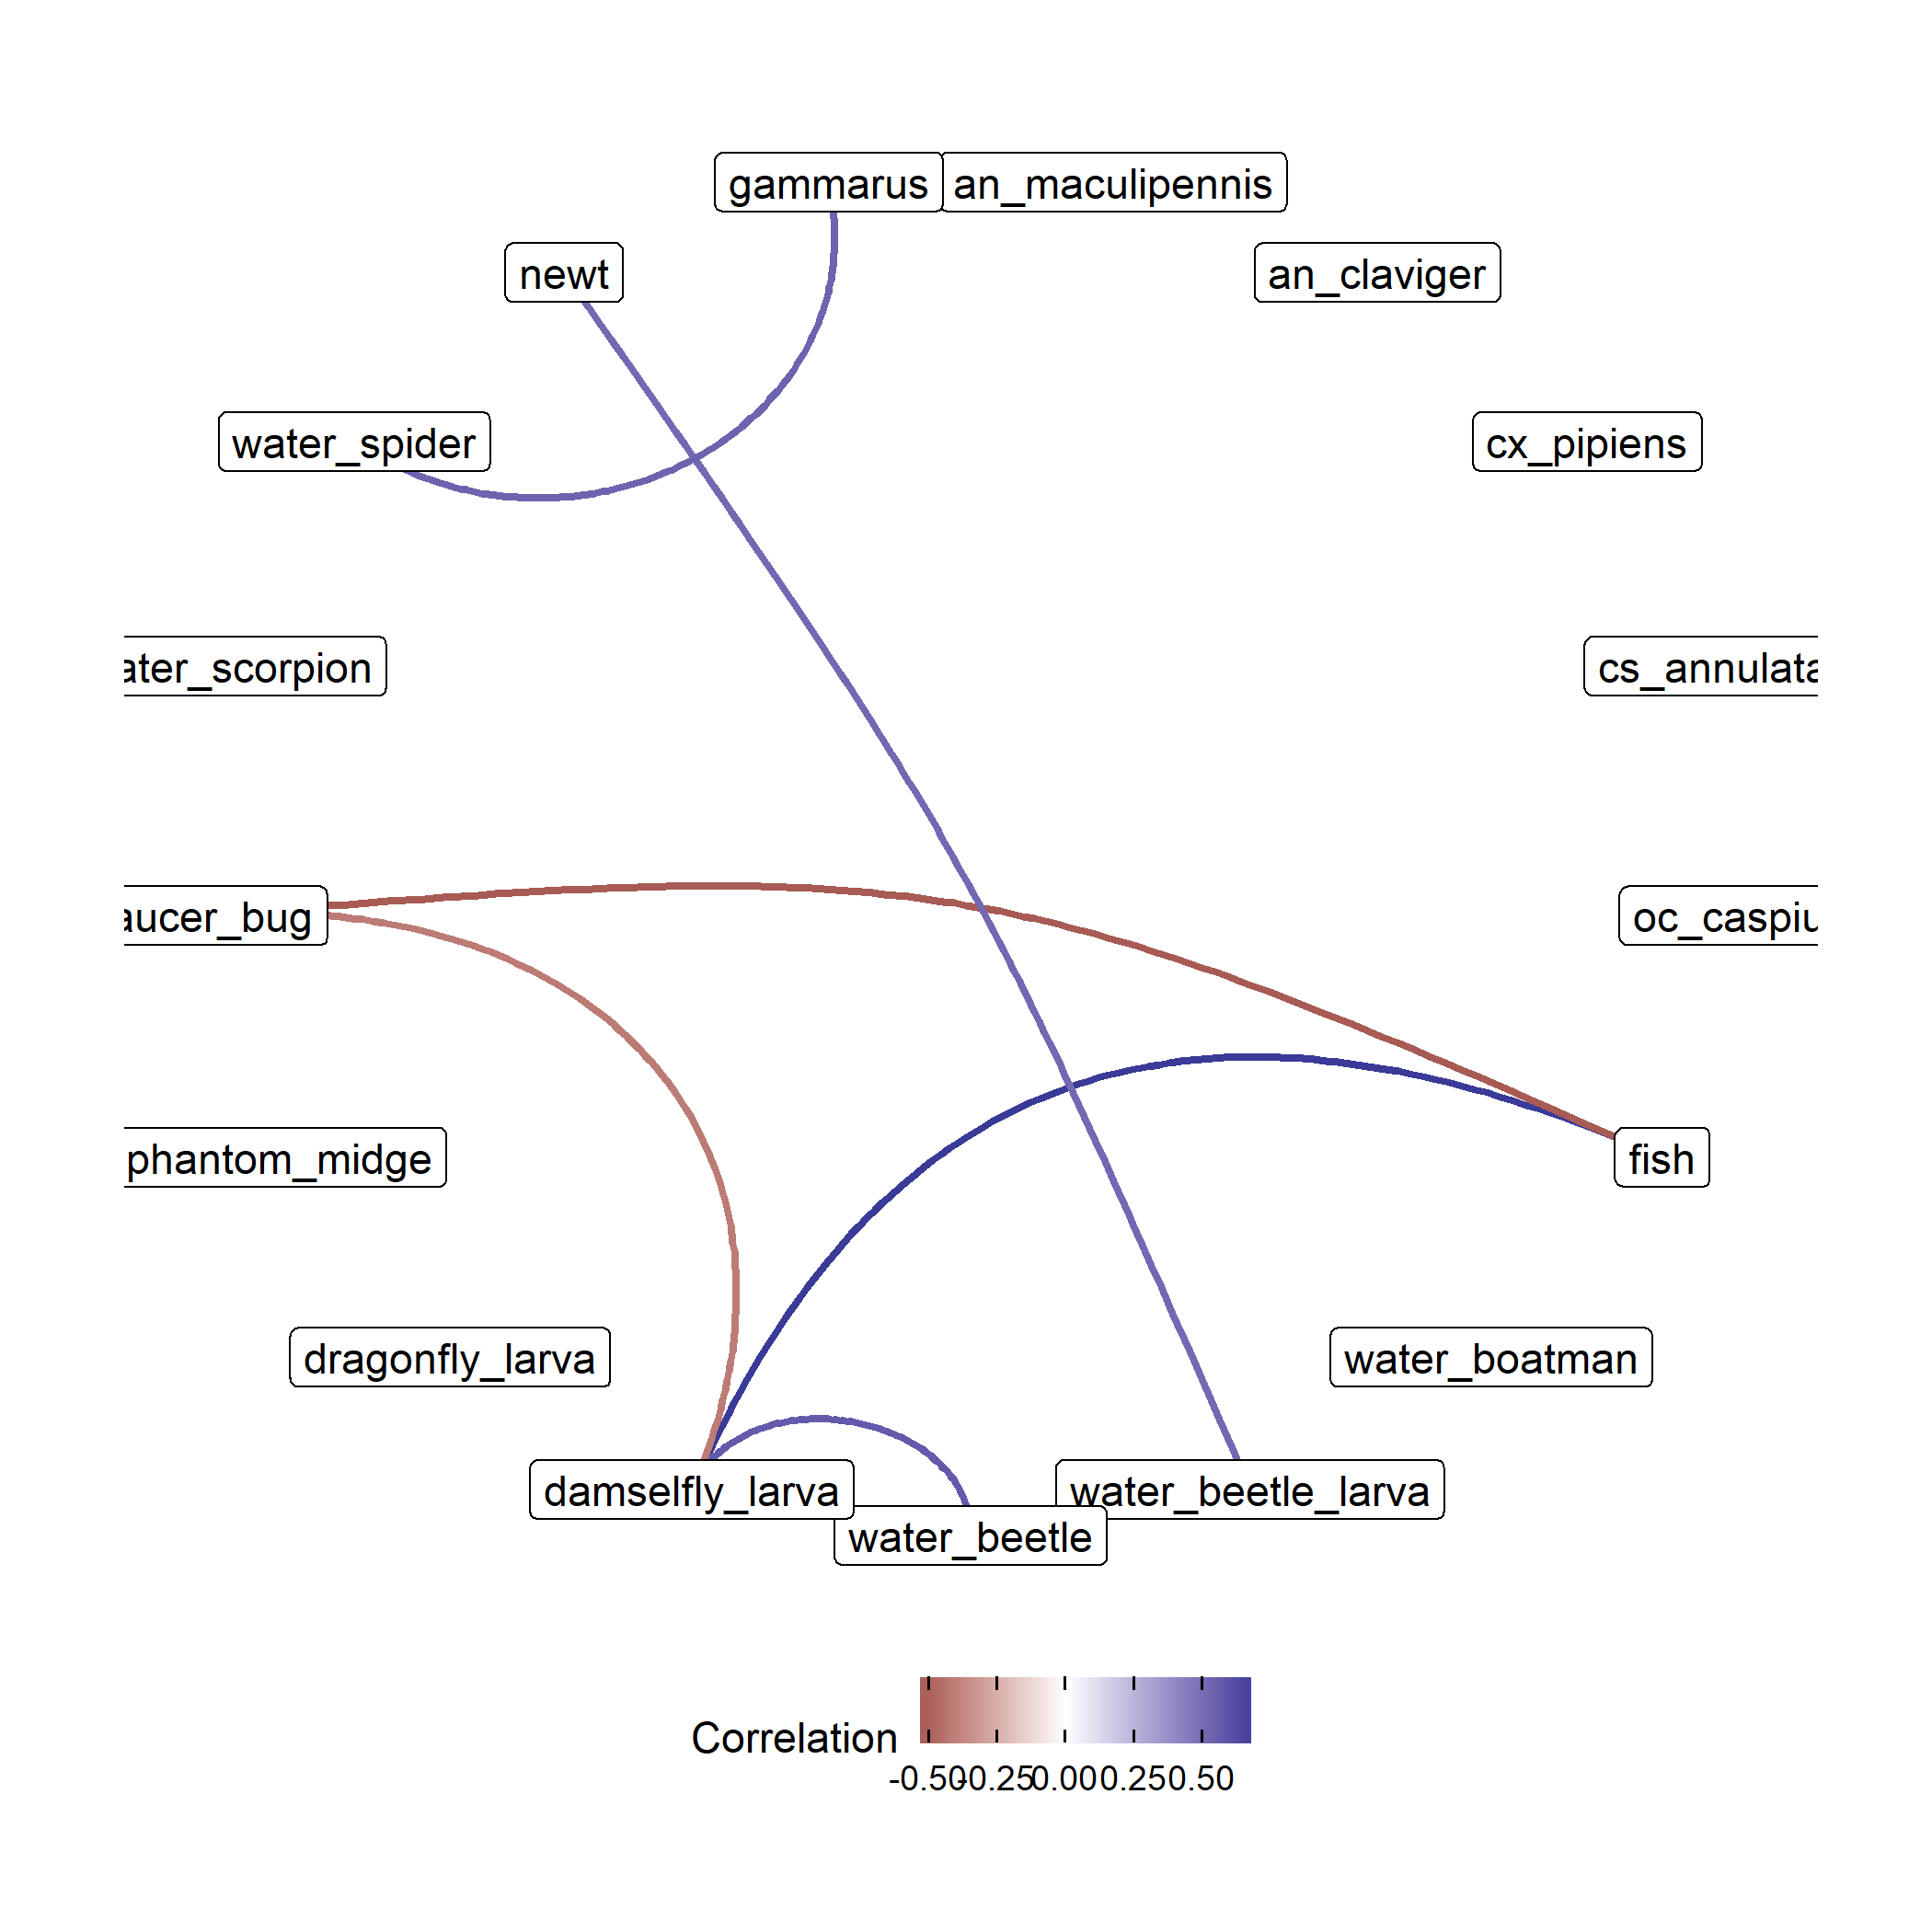 gammarus an_maculipennis
newt an_claviger
water_spider cx_pipiens
ater_scorpion cs_annulata
aucer_bug oc_caspiu
phantom_midge fish
dragonfly_larva water_boatman
damselfly_larva water_beetle_larva
water_beetle
Correlation
-0.50 -0.25 0.00 0.25 0.50